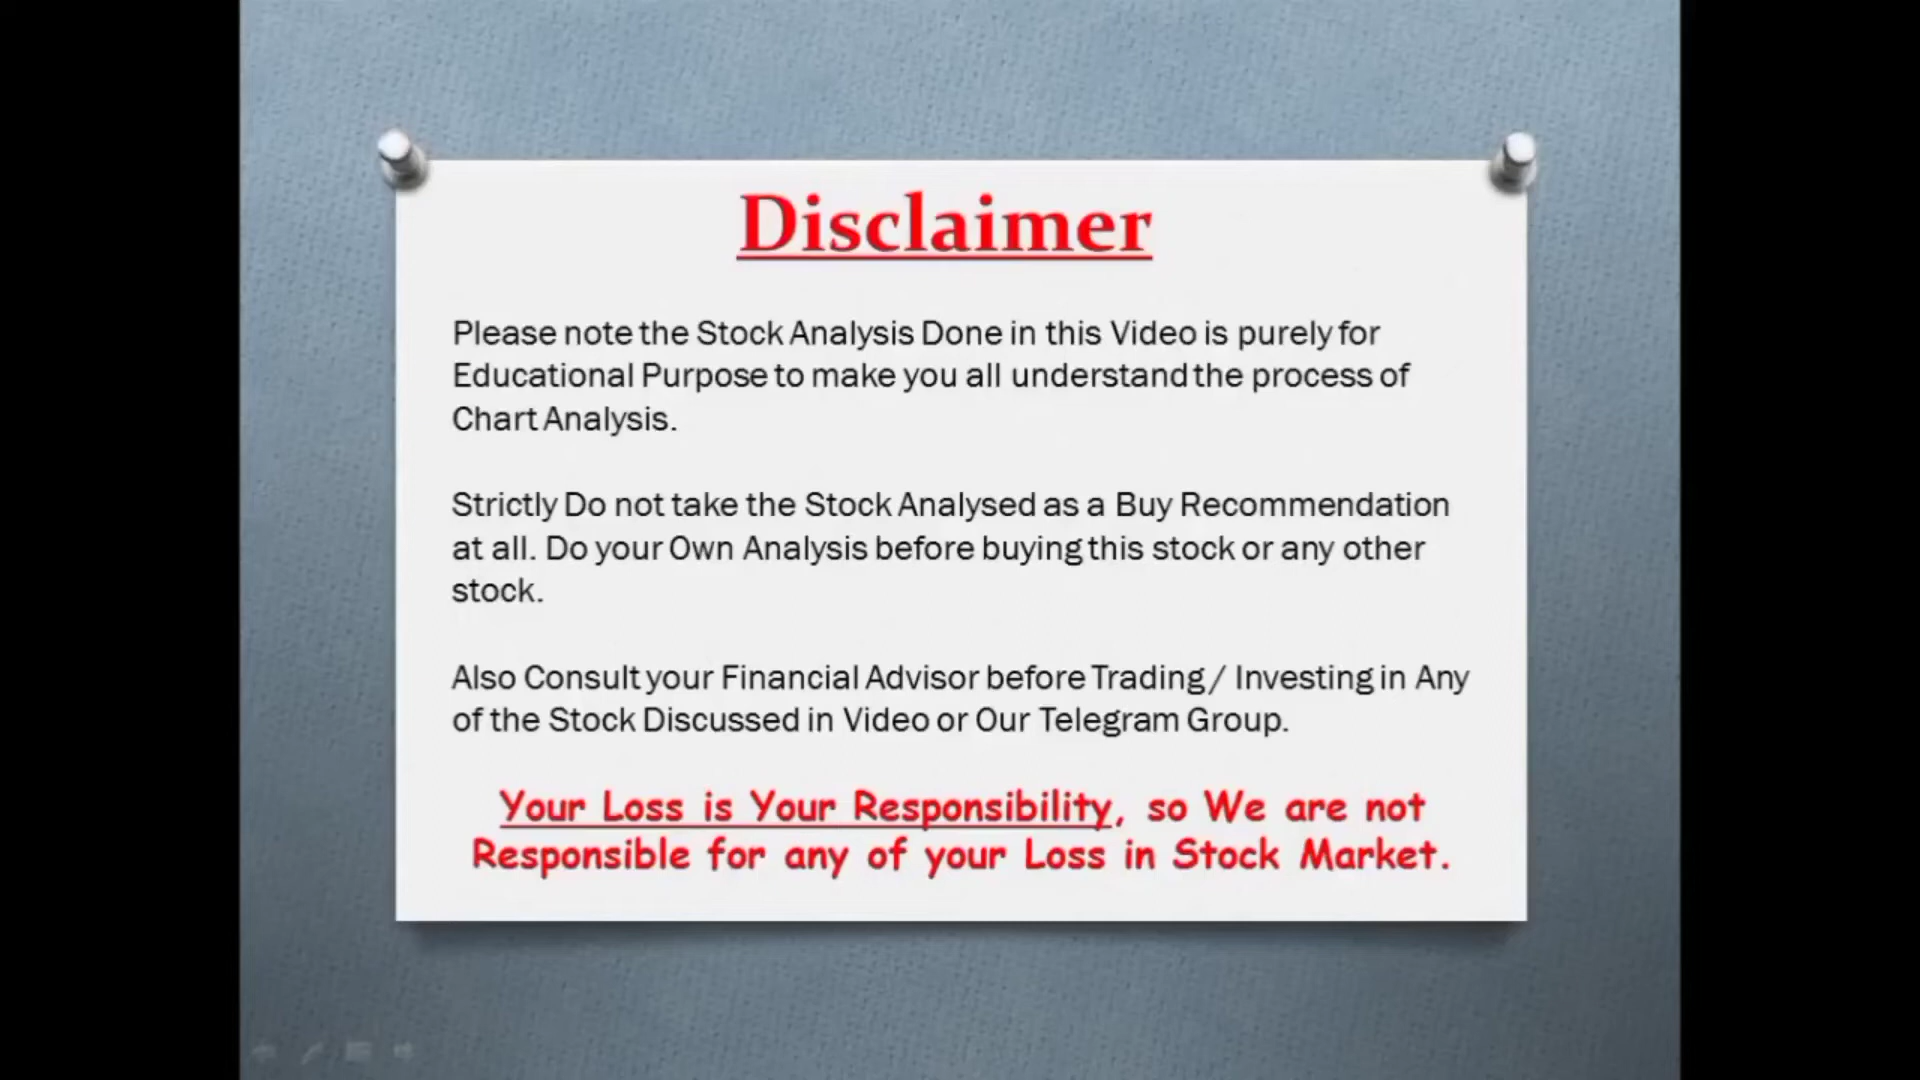 Disclaimer
Please note the Stock Analysis Done in this Video is purely for
Educational Purpose to make you all understand the process of
Chart Analysis.
Strictly Do not take the Stock Analysed as a Buy Recommendation
at all. Do your Own Analysis before buying this stock or any other
stock.
Also Consult your Financial Advisor before Trading/ Investing in Any
of the Stock Discussed in Video or Our Telegram Group.
Your Loss is Your Responsibility, so We are not
Responsible for any of your Loss in Stock Market.